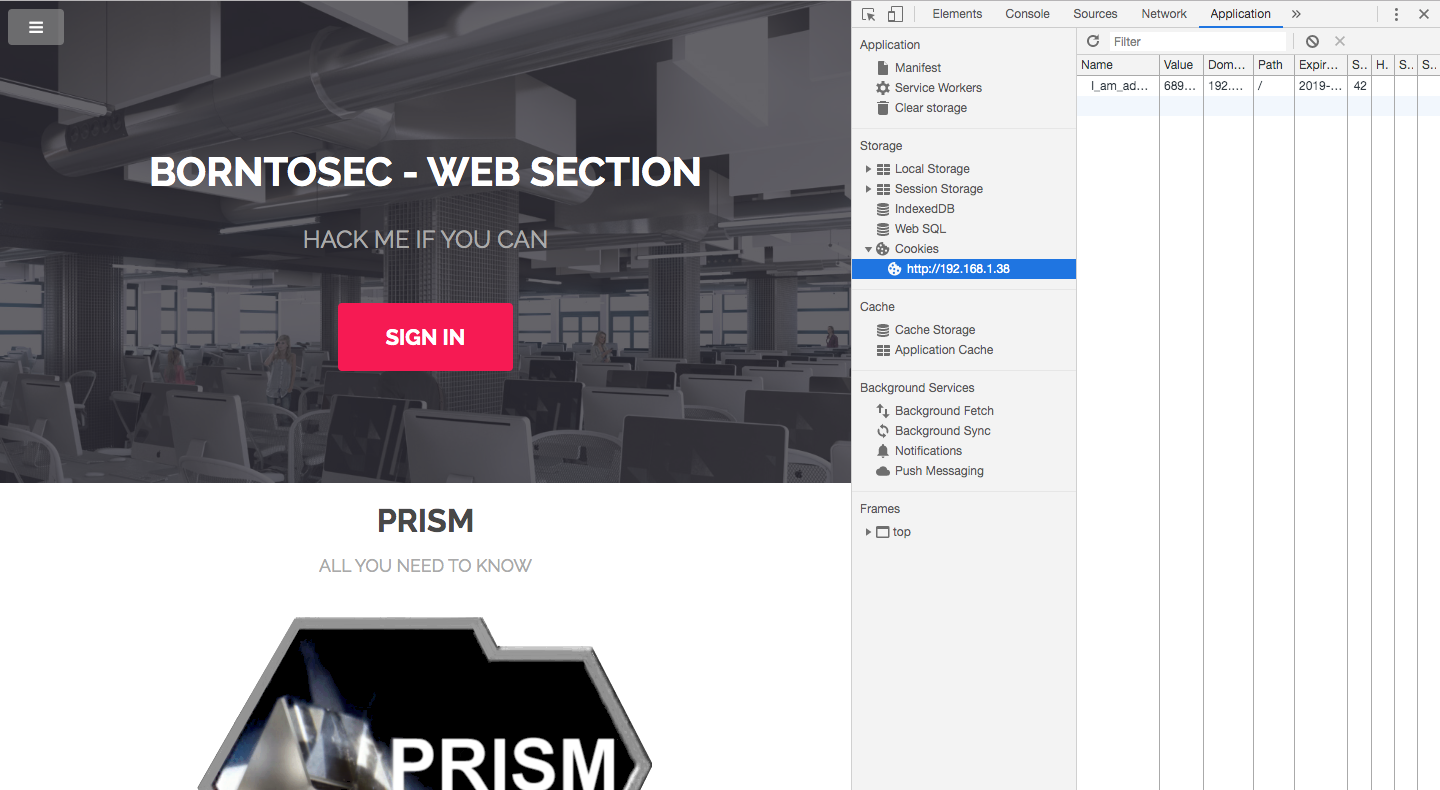 BORNTOSEC - WEB SECTION
HACK ME IF YOU CAN
SIGN IN
PRISM
ALL YOU NEED TO KNOW
PRISM
Elements Console Sources Network Application »
Application
Manifest
Service Workers
Clear storage
Storage
Local Storage
Session Storage
IndexedDB
Web SQL
Cookies
http://192.168.1.38
Cache
Cache Storage
Application Cache
Background Services
Background Fetch
Background Sync
Notifications
Push Messaging
Frames
top
Filter
Name Value Dom... Path Expir... S.. H. S.. S..
I_am_ad... 689... 192.... / 2019-... 42